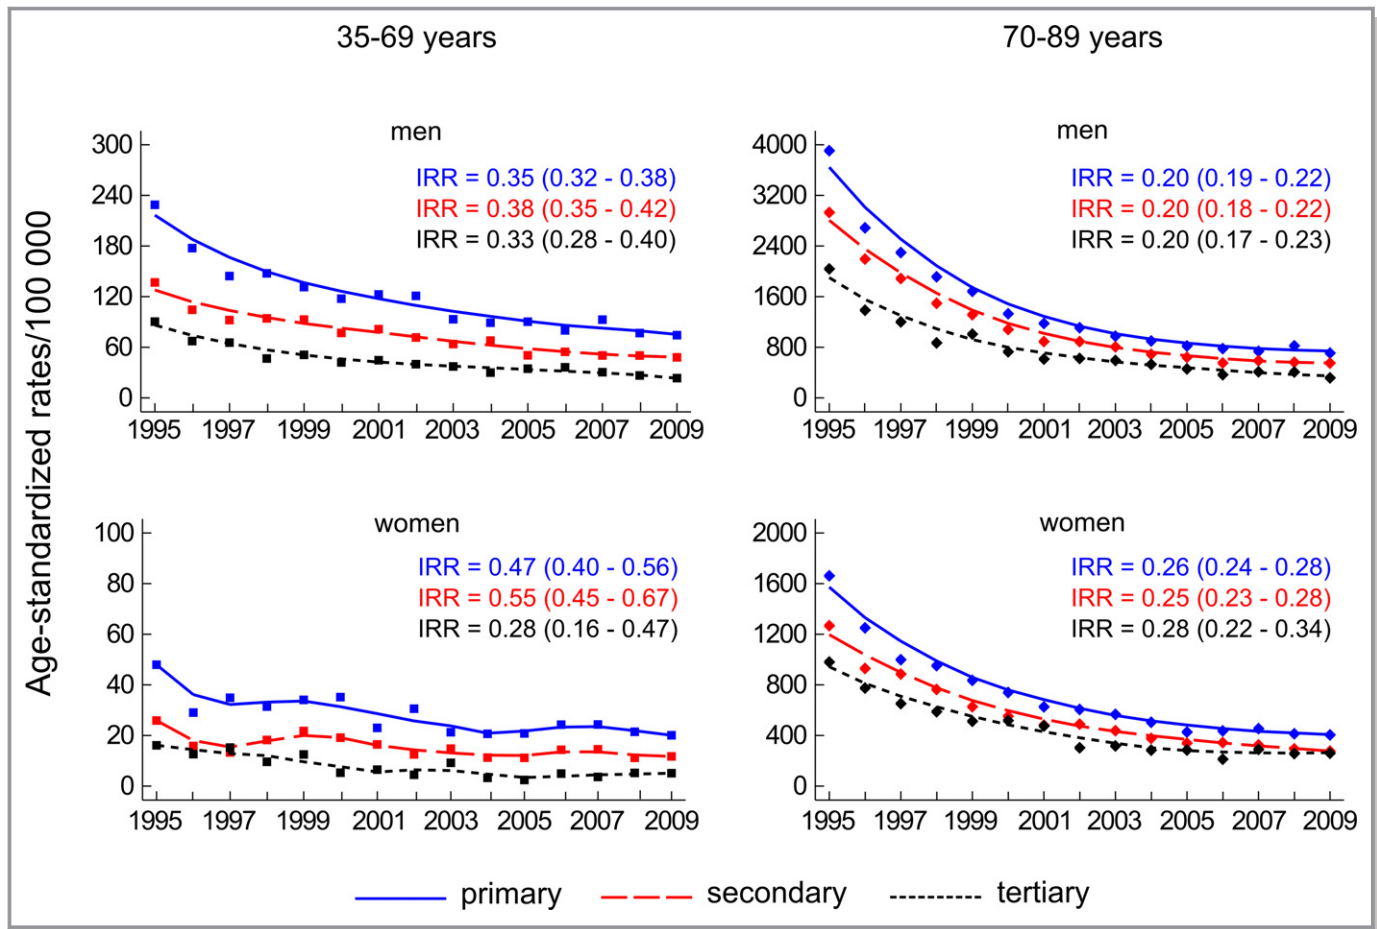 35-69 years
70-89 years
Age-standardized rates/100 000
men
IRR = 0.35 (0.32 - 0.38)
IRR = 0.38 (0.35 - 0.42)
IRR = 0.33 (0.28 - 0.40)
300
240
180
120
60
0
1995 1997 1999 2001 2003 2005 2007 2009
men
IRR = 0.20 (0.19 - 0.22)
IRR = 0.20 (0.18 - 0.22)
IRR = 0.20 (0.17 - 0.23)
4000
3200
2400
1600
800
0
1995 1997 1999 2001 2003 2005 2007 2009
women
IRR = 0.47 (0.40 - 0.56)
IRR = 0.55 (0.45 - 0.67)
IRR = 0.28 (0.16 - 0.47)
100
80
60
40
20
0
1995 1997 1999 2001 2003 2005 2007 2009
women
IRR = 0.26 (0.24 - 0.28)
IRR = 0.25 (0.23 - 0.28)
IRR = 0.28 (0.22 - 0.34)
2000
1600
1200
800
400
0
1995 1997 1999 2001 2003 2005 2007 2009
primary secondary tertiary